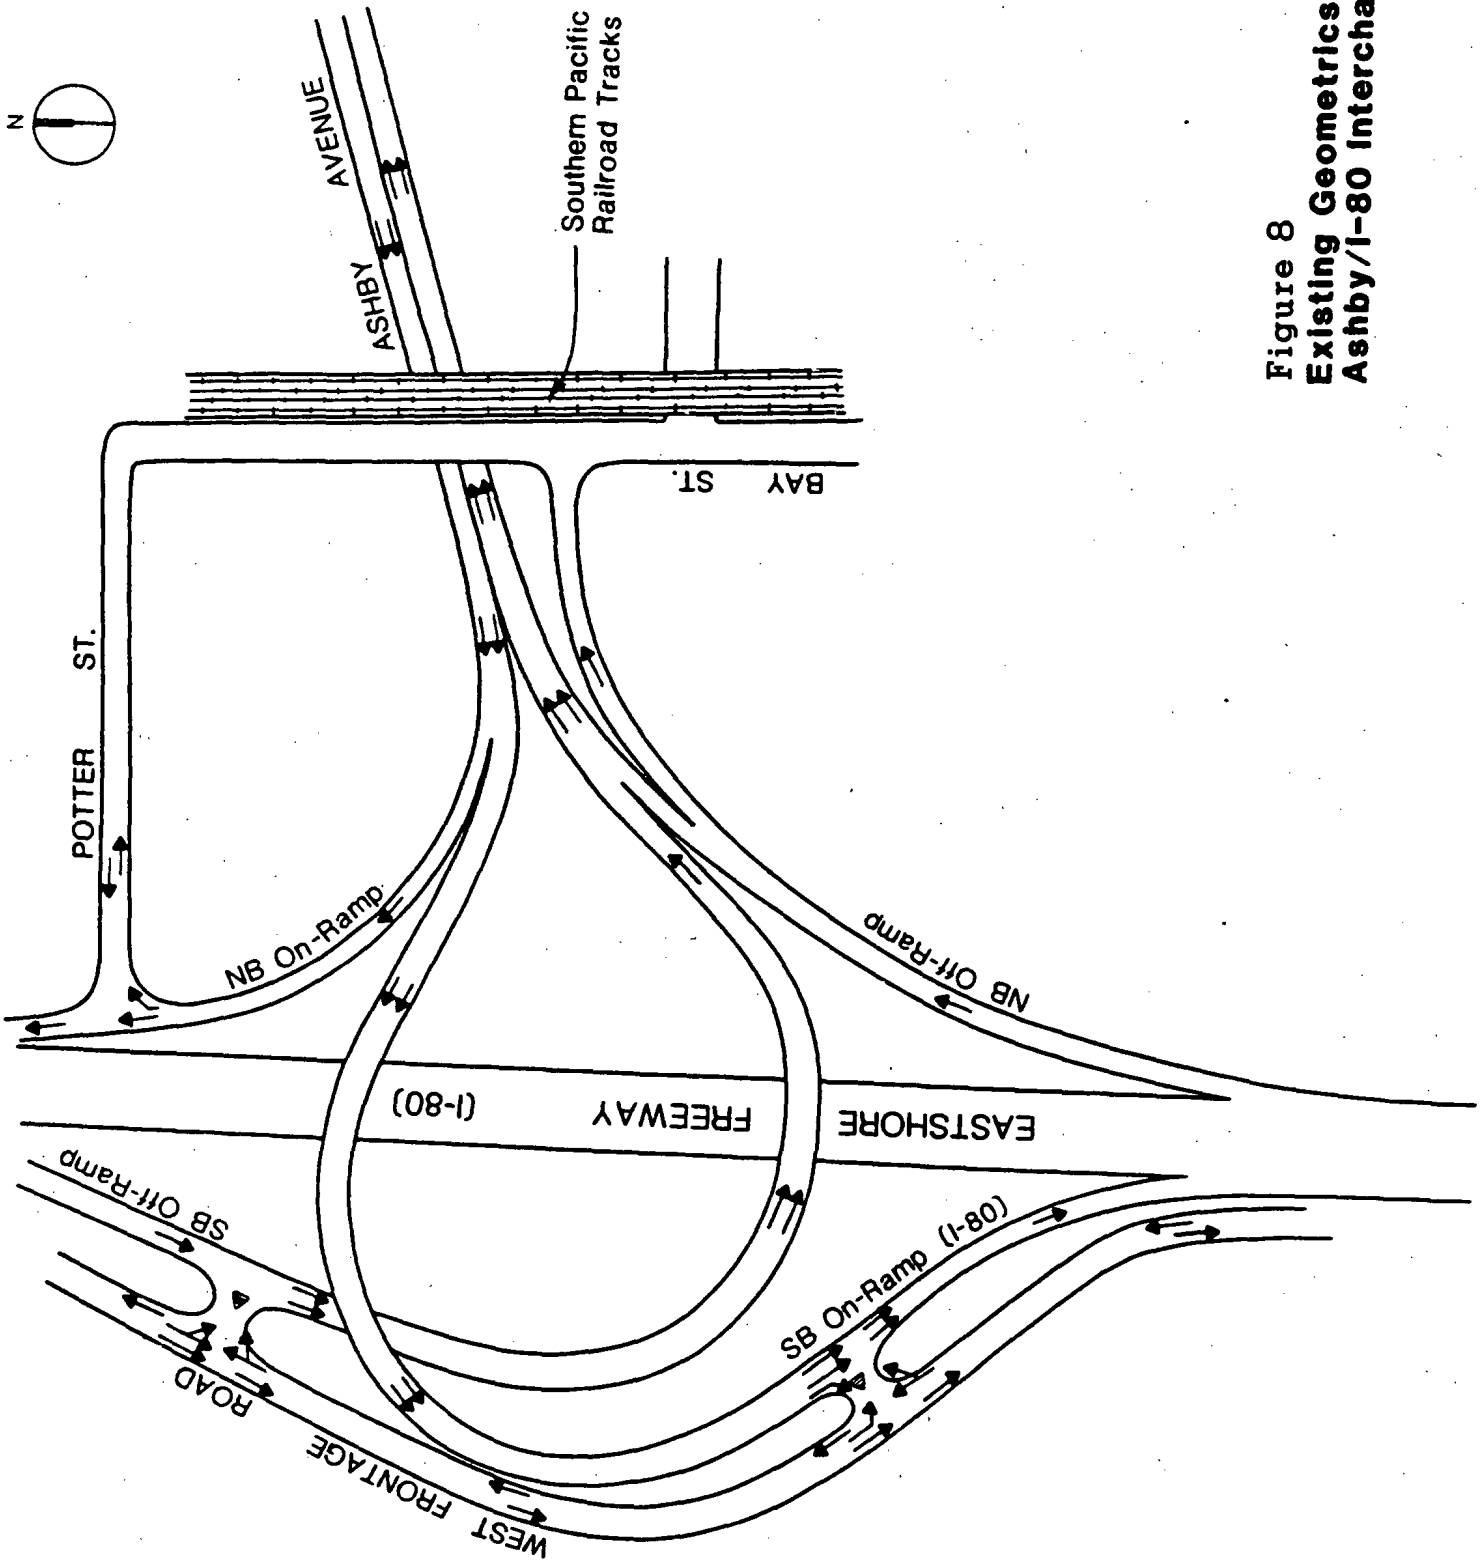 N
AVENUE
ASHBY
Southern Pacific
Railroad Tracks
POTTER ST.
BAY ST.
NB On-Ramp
NB Off-Ramp
EASTSHORE FREEWAY (I-80)
SB Off-Ramp
SB On-Ramp (I-80)
WEST FRONTAGE ROAD
Figure 8
Existing Geometrics
Ashby/I-80 Intercha